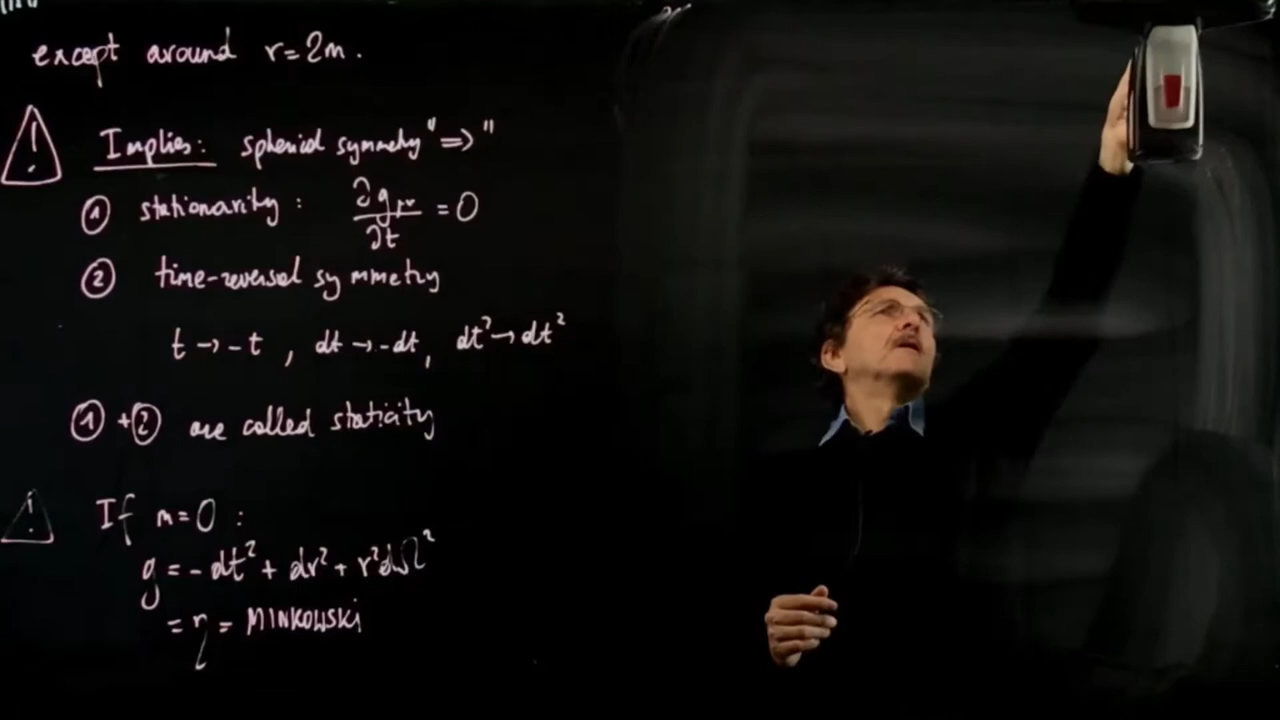 except around r=2m.
! Implies: spherical symmetry "=>"
① stationarity: ∂gμν/∂t = 0
② time-reversal symmetry
t → -t, dt → -dt, dt² → dt²
① + ② are called staticity
! If m=0:
g = -dt² + dr² + r²dΩ²
= η = MINKOWSKI